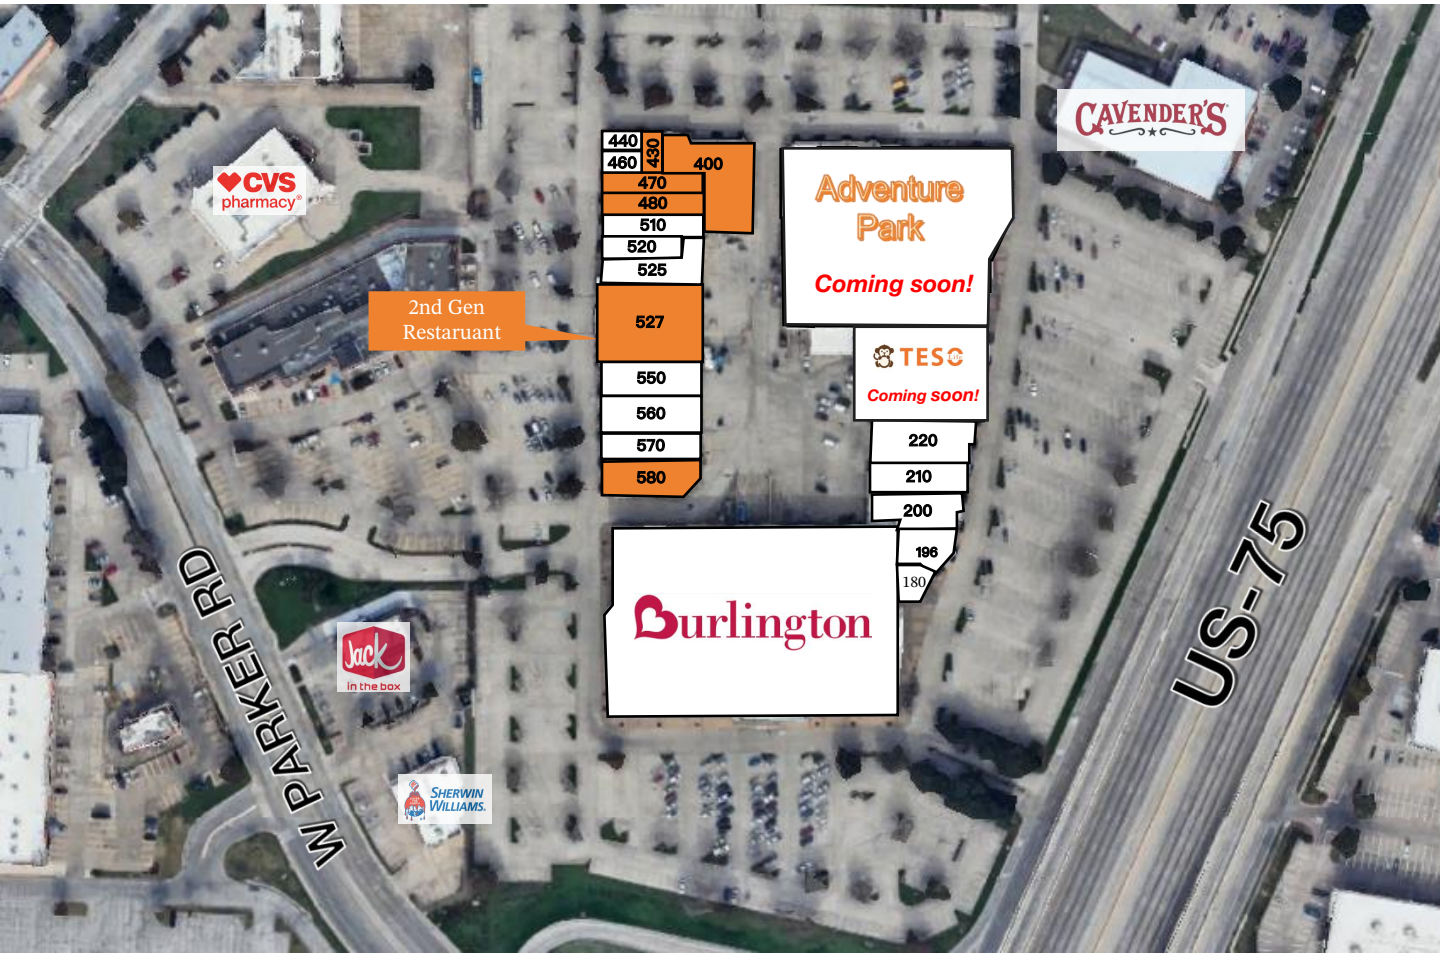 CAVENDER'S
440
430
460
400
CVS
pharmacy®
470
480
510
520
525
Adventure
Park
Coming soon!
2nd Gen
Restaruant
527
TESO
Coming soon!
550
560
570
580
220
210
200
196
180
US-75
W PARKER RD
Burlington
Jack
in the box
SHERWIN
WILLIAMS.